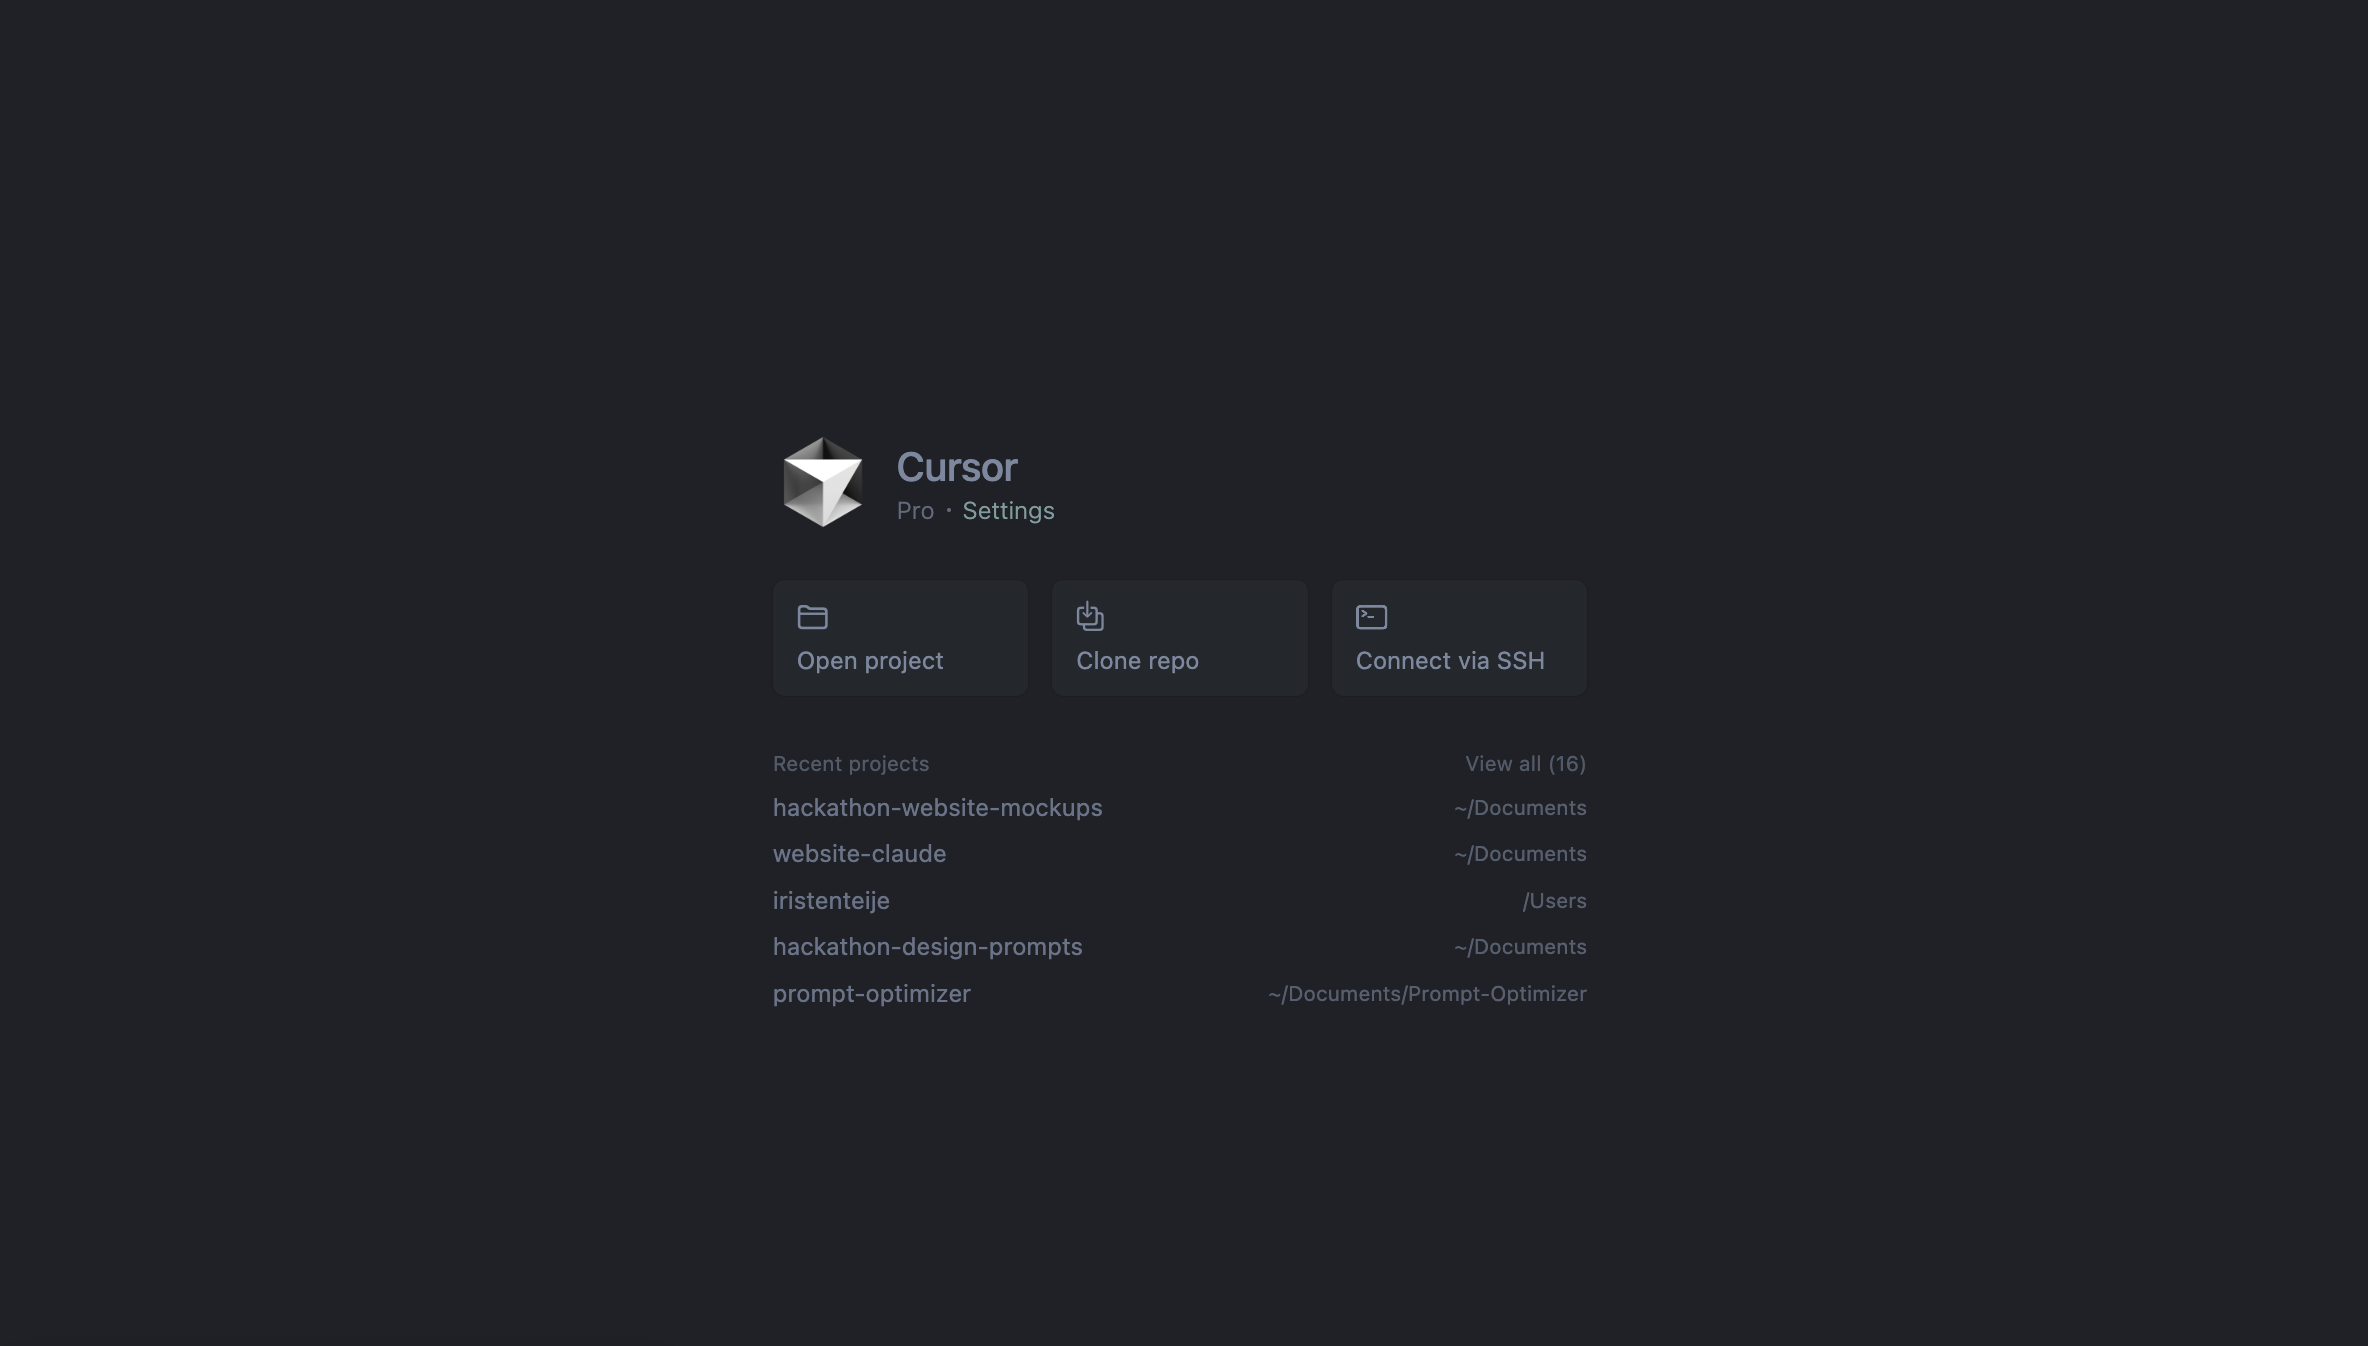 Cursor
Pro · Settings
Open project
Clone repo
Connect via SSH
Recent projects View all (16)
hackathon-website-mockups ~/Documents
website-claude ~/Documents
iristenteije /Users
hackathon-design-prompts ~/Documents
prompt-optimizer ~/Documents/Prompt-Optimizer